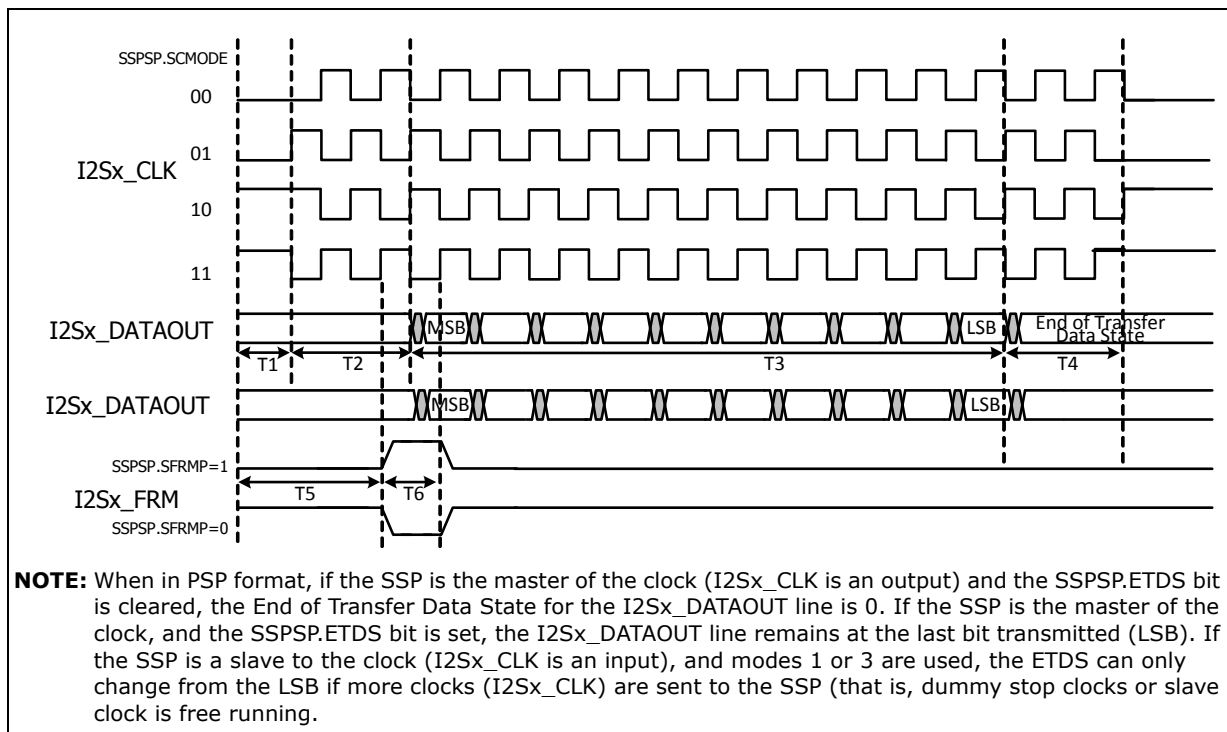 SSPSP.SCMODE
00
01
I2Sx_CLK
10
11
I2Sx_DATAOUT
MSB
LSB
End of Transfer
Data State
T1
T2
T3
T4
I2Sx_DATAOUT
MSB
LSB
SSPSP.SFRMP=1
T5
T6
I2Sx_FRM
SSPSP.SFRMP=0
NOTE: When in PSP format, if the SSP is the master of the clock (I2Sx_CLK is an output) and the SSPSP.ETDS bit
is cleared, the End of Transfer Data State for the I2Sx_DATAOUT line is 0. If the SSP is the master of the
clock, and the SSPSP.ETDS bit is set, the I2Sx_DATAOUT line remains at the last bit transmitted (LSB). If
the SSP is a slave to the clock (I2Sx_CLK is an input), and modes 1 or 3 are used, the ETDS can only
change from the LSB if more clocks (I2Sx_CLK) are sent to the SSP (that is, dummy stop clocks or slave
clock is free running.